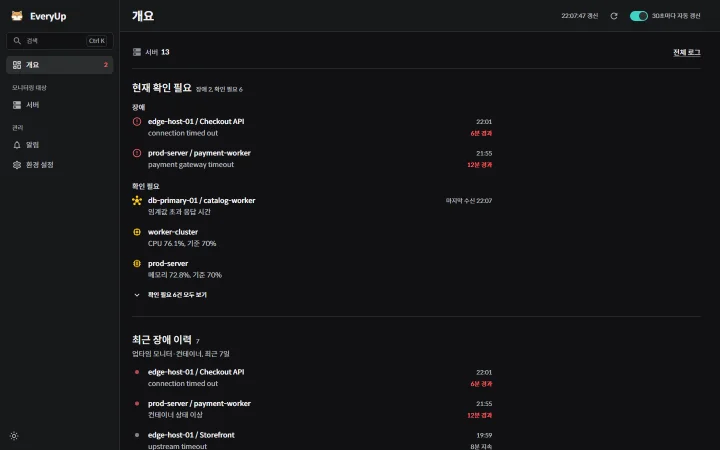 EveryUp
검색
Ctrl K
개요
2
모니터링 대상
서버
관리
알림
환경 설정
개요
22:07:47 갱신
30초마다 자동 갱신
서버 13
전체 로그
현재 확인 필요 장애 2, 확인 필요 6
장애
edge-host-01 / Checkout API
22:01
connection timed out
6분 경과
prod-server / payment-worker
21:55
payment gateway timeout
12분 경과
확인 필요
db-primary-01 / catalog-worker
마지막 수신 22:07
임계값 초과 응답 시간
worker-cluster
CPU 76.1%, 기준 70%
prod-server
메모리 72.8%, 기준 70%
확인 필요 6건 모두 보기
최근 장애 이력 7
업타임 모니터 · 컨테이너, 최근 7일
edge-host-01 / Checkout API
22:01
connection timed out
6분 경과
prod-server / payment-worker
21:55
컨테이너 상태 이상
12분 경과
edge-host-01 / Storefront
19:59
upstream timeout
8분 지속